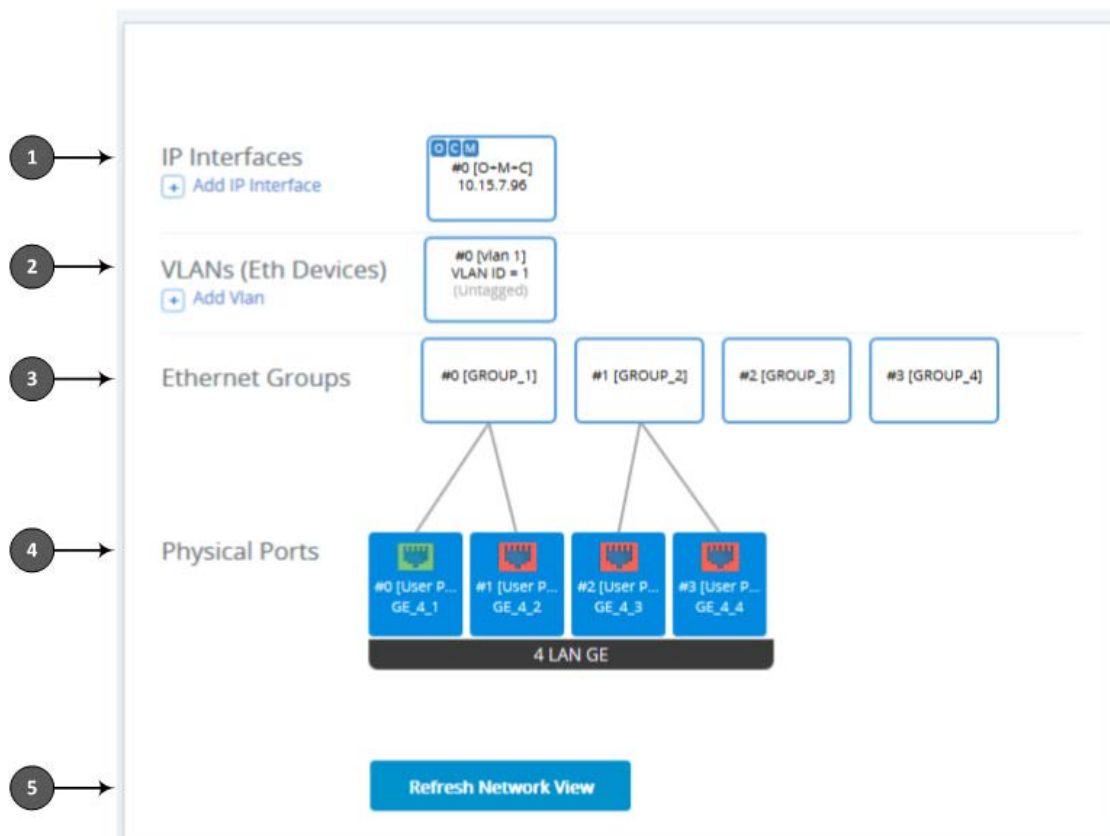 1
IP Interfaces
+ Add IP Interface
O C M
#0 [O+M+C]
10.15.7.96
2
VLANs (Eth Devices)
+ Add Vlan
#0 [Vlan 1]
VLAN ID = 1
(Untagged)
3
Ethernet Groups
#0 [GROUP_1]
#1 [GROUP_2]
#2 [GROUP_3]
#3 [GROUP_4]
4
Physical Ports
#0 [User P...
GE_4_1
#1 [User P...
GE_4_2
#2 [User P...
GE_4_3
#3 [User P...
GE_4_4
4 LAN GE
5
Refresh Network View